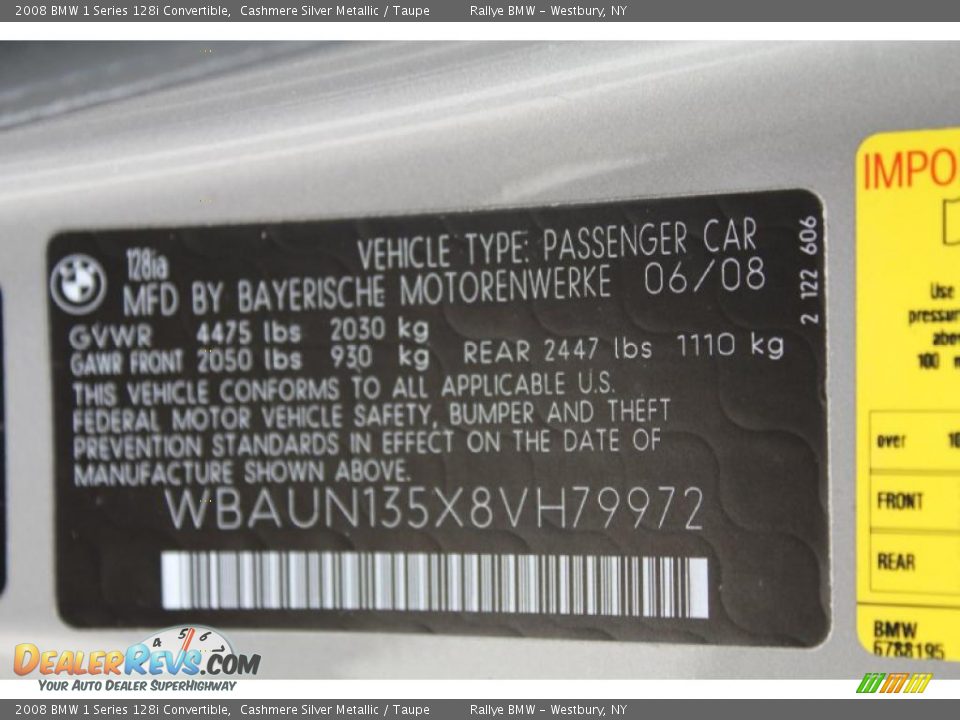 2008 BMW 1 Series 128i Convertible, Cashmere Silver Metallic / Taupe Rallye BMW - Westbury, NY
128ia VEHICLE TYPE: PASSENGER CAR
MFD BY BAYERISCHE MOTORENWERKE 06/08
GVWR 4475 lbs 2030 kg
GAWR FRONT 2050 lbs 930 kg REAR 2447 lbs 1110 kg
THIS VEHICLE CONFORMS TO ALL APPLICABLE U.S.
FEDERAL MOTOR VEHICLE SAFETY, BUMPER AND THEFT
PREVENTION STANDARDS IN EFFECT ON THE DATE OF
MANUFACTURE SHOWN ABOVE.
WBAUN135X8VH79972
2 122 606
IMPO
Use
pressur
abov
100
over 10
FRONT
REAR
BMW
6788195
4 5 6
DEALERREVS.COM
YOUR AUTO DEALER SUPERHIGHWAY
2008 BMW 1 Series 128i Convertible, Cashmere Silver Metallic / Taupe Rallye BMW - Westbury, NY